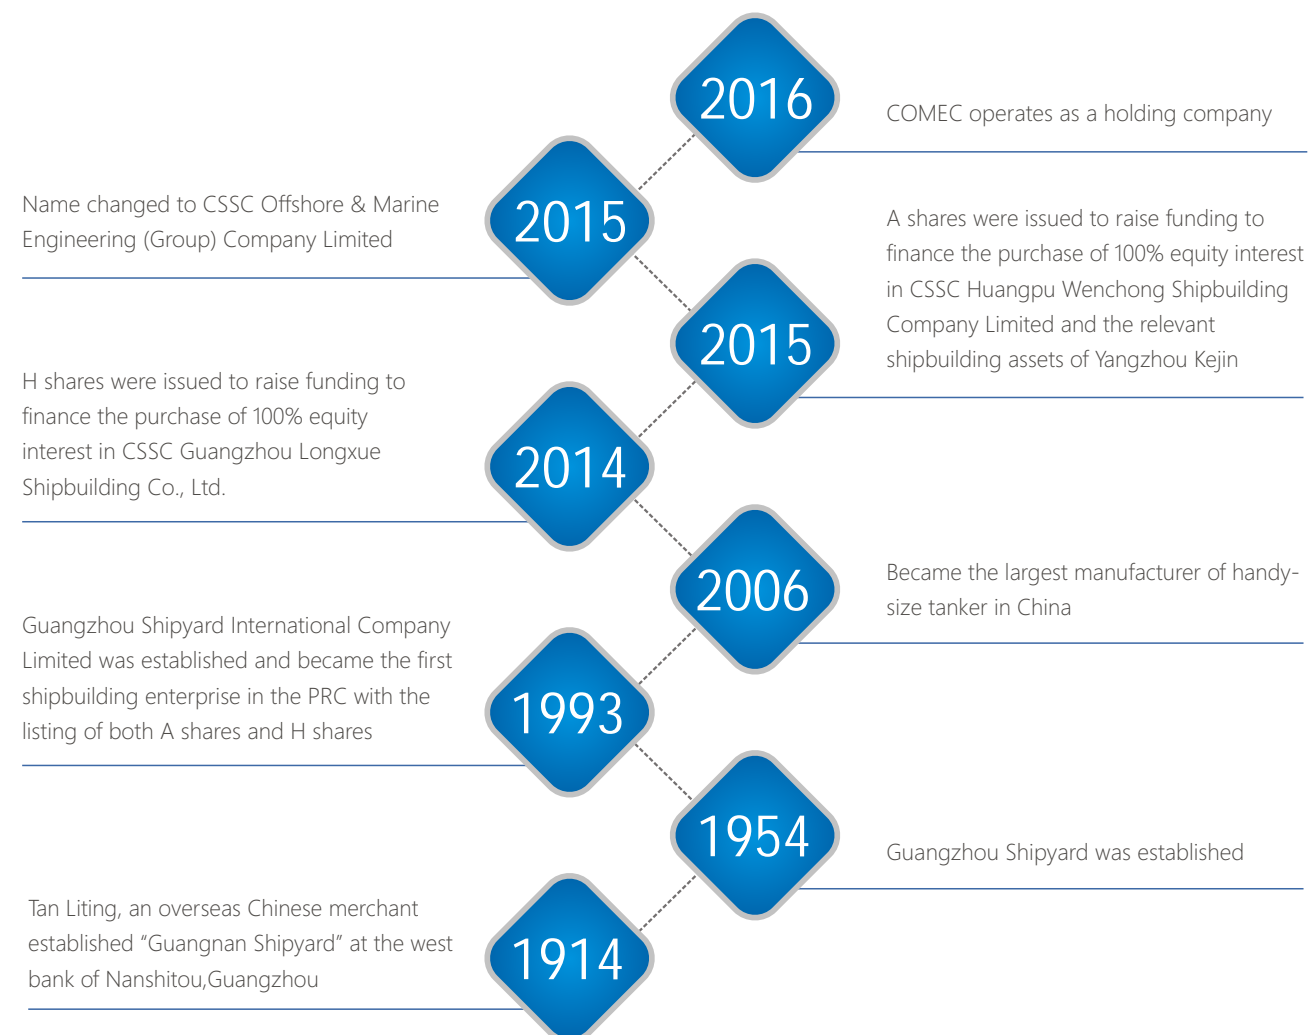 2016
COMEC operates as a holding company
2015
Name changed to CSSC Offshore & Marine
Engineering (Group) Company Limited
2015
A shares were issued to raise funding to
finance the purchase of 100% equity interest
in CSSC Huangpu Wenchong Shipbuilding
Company Limited and the relevant
shipbuilding assets of Yangzhou Kejin
2014
H shares were issued to raise funding to
finance the purchase of 100% equity
interest in CSSC Guangzhou Longxue
Shipbuilding Co., Ltd.
2006
Became the largest manufacturer of handy-
size tanker in China
1993
Guangzhou Shipyard International Company
Limited was established and became the first
shipbuilding enterprise in the PRC with the
listing of both A shares and H shares
1954
Guangzhou Shipyard was established
1914
Tan Liting, an overseas Chinese merchant
established “Guangnan Shipyard” at the west
bank of Nanshitou,Guangzhou